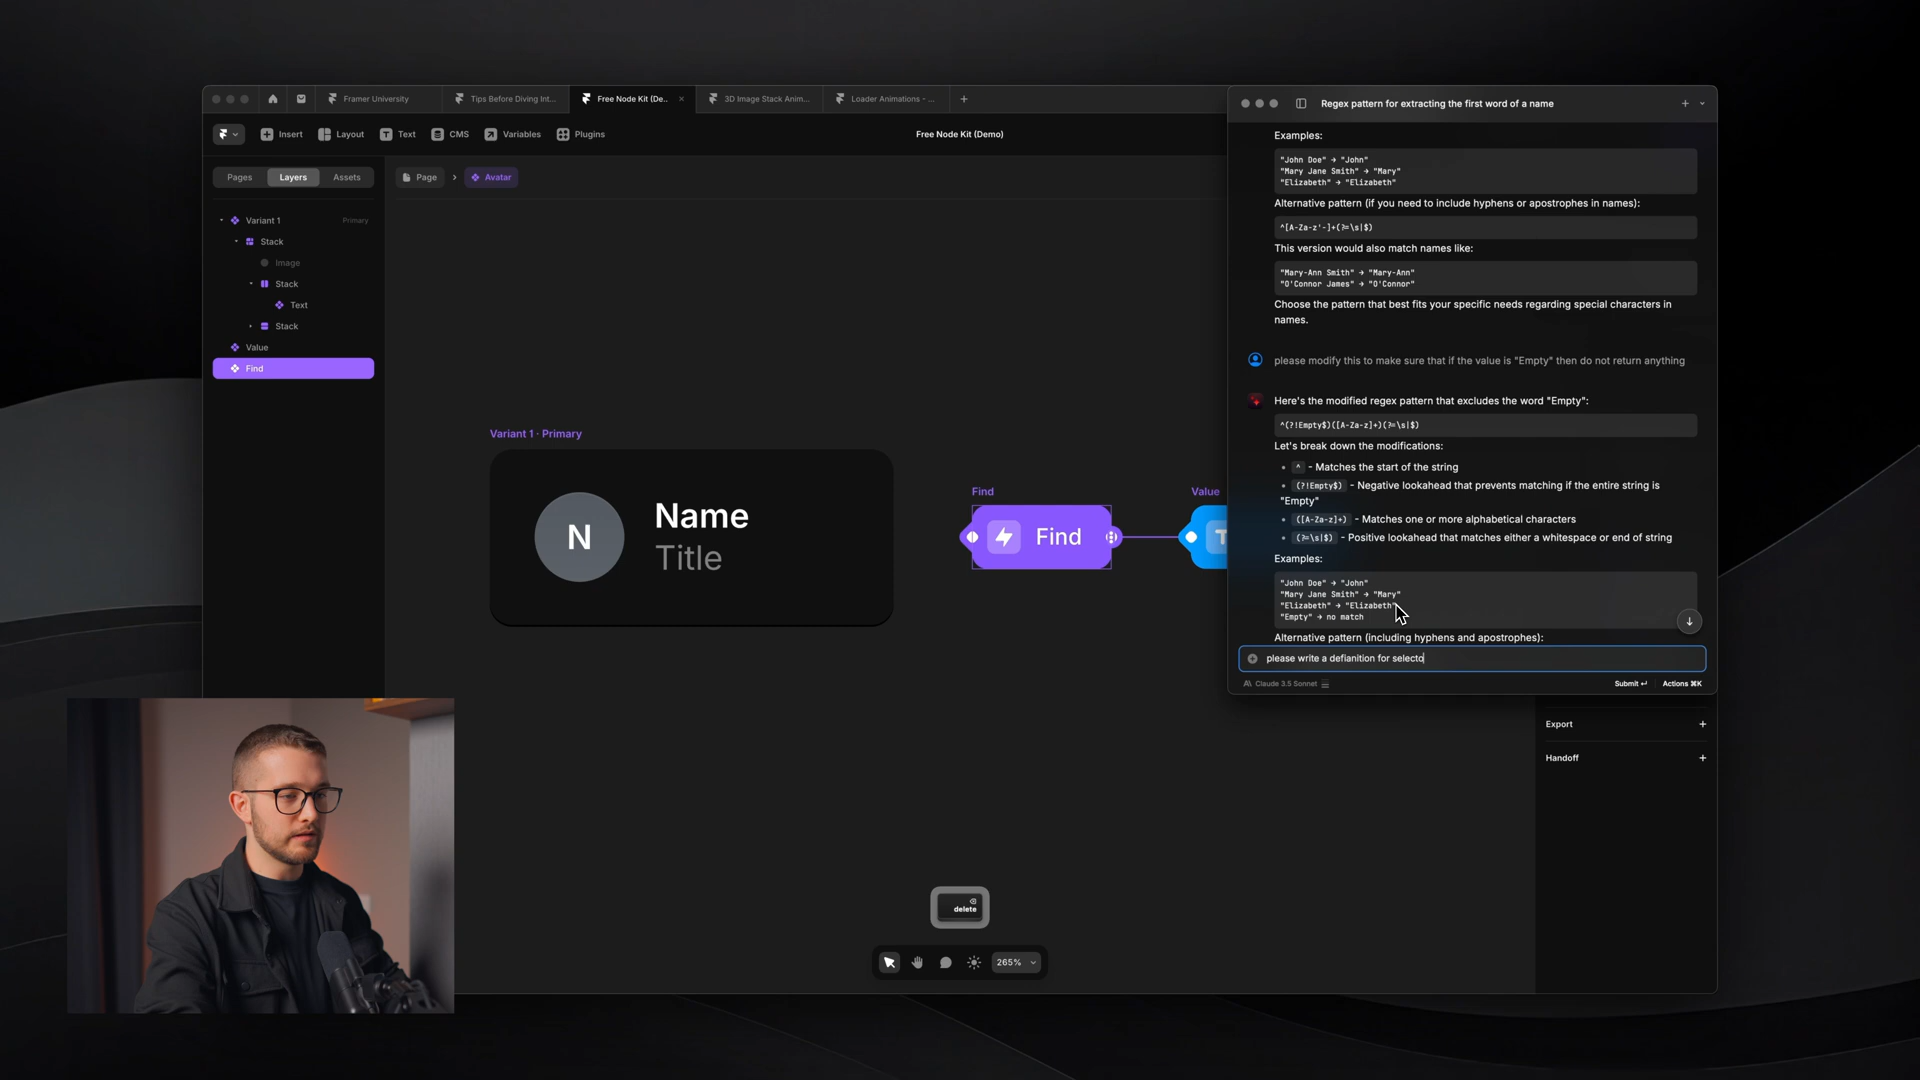 Framer University
Tips Before Diving Int...
Free Node Kit (De..
3D Image Stack Anim...
Loader Animations - ...
Insert
Layout
Text
CMS
Variables
Plugins
Free Node Kit (Demo)
Pages
Layers
Assets
Page
Avatar
Variant 1
Primary
Stack
Image
Stack
Text
Stack
Value
Find
Variant 1 · Primary
N
Name
Title
Find
Find
Value
T
delete
265%
Export
Handoff
Regex pattern for extracting the first word of a name
Examples:
"John Doe" → "John"
"Mary Jane Smith" → "Mary"
"Elizabeth" → "Elizabeth"
Alternative pattern (if you need to include hyphens or apostrophes in names):
^[A-Za-z'-]+(?=\s|$)
This version would also match names like:
"Mary-Ann Smith" → "Mary-Ann"
"O'Connor James" → "O'Connor"
Choose the pattern that best fits your specific needs regarding special characters in
names.
please modify this to make sure that if the value is "Empty" then do not return anything
Here's the modified regex pattern that excludes the word "Empty":
^(?!Empty$)([A-Za-z]+)(?=\s|$)
Let's break down the modifications:
• ^ - Matches the start of the string
• (?!Empty$) - Negative lookahead that prevents matching if the entire string is
"Empty"
• ([A-Za-z]+) - Matches one or more alphabetical characters
• (?=\s|$) - Positive lookahead that matches either a whitespace or end of string
Examples:
"John Doe" → "John"
"Mary Jane Smith" → "Mary"
"Elizabeth" → "Elizabeth"
"Empty" → no match
Alternative pattern (including hyphens and apostrophes):
please write a defianition for selecto
Claude 3.5 Sonnet
Submit ↵
Actions ⌘K